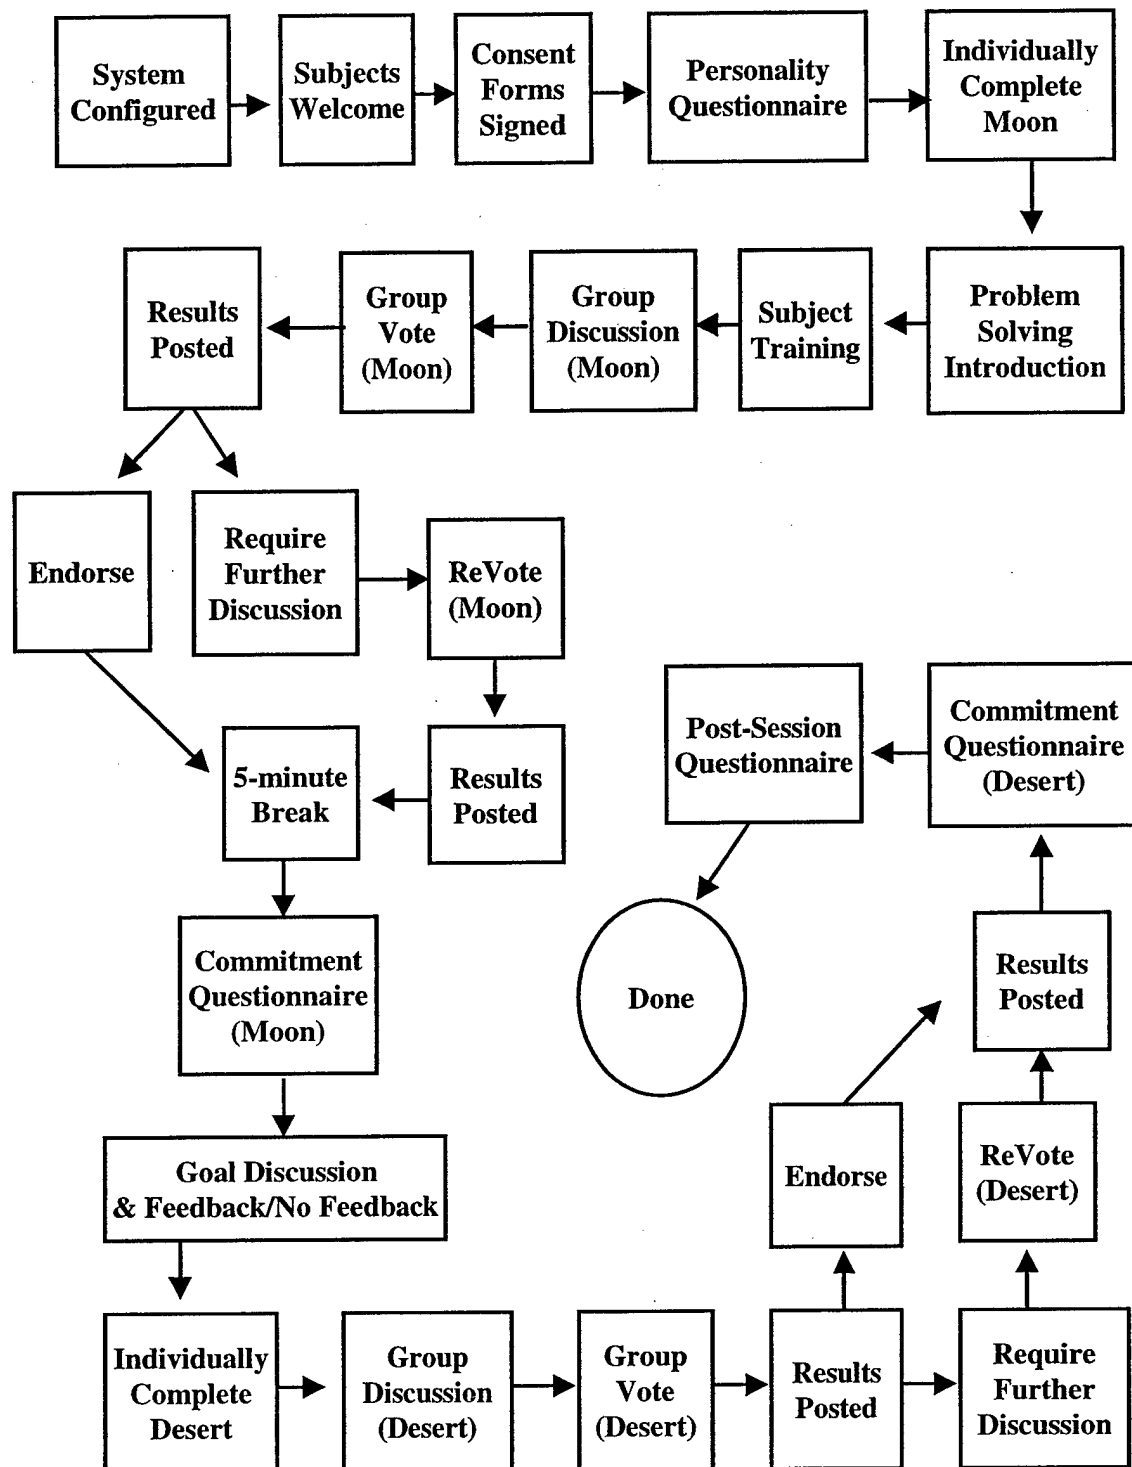 System
Configured
Subjects
Welcome
Consent
Forms
Signed
Personality
Questionnaire
Individually
Complete
Moon
Problem
Solving
Introduction
Subject
Training
Group
Discussion
(Moon)
Group
Vote
(Moon)
Results
Posted
Endorse
Require
Further
Discussion
ReVote
(Moon)
Results
Posted
5-minute
Break
Commitment
Questionnaire
(Moon)
Goal Discussion
& Feedback/No Feedback
Individually
Complete
Desert
Group
Discussion
(Desert)
Group
Vote
(Desert)
Results
Posted
Endorse
Require
Further
Discussion
ReVote
(Desert)
Results
Posted
Commitment
Questionnaire
(Desert)
Post-Session
Questionnaire
Done